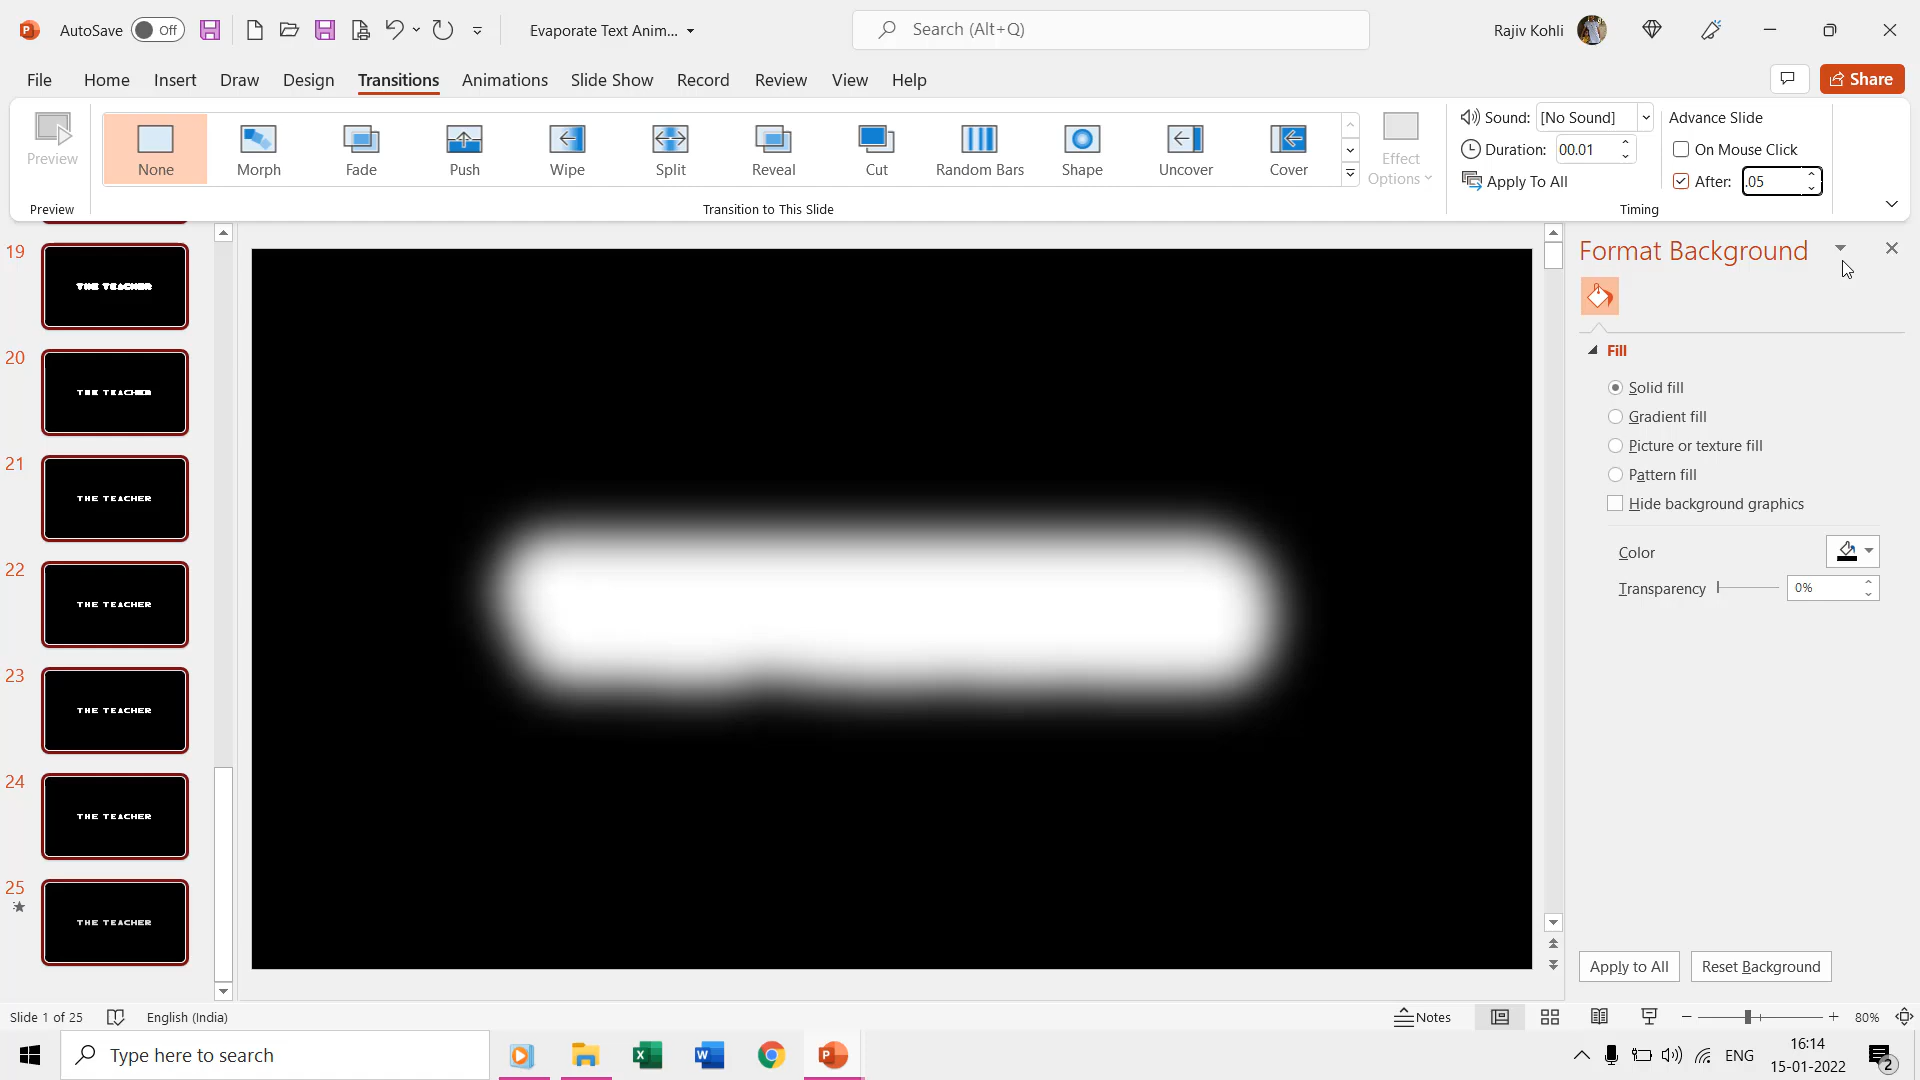 AutoSave Off Evaporate Text Anim... Search (Alt+Q) Rajiv Kohli
File Home Insert Draw Design Transitions Animations Slide Show Record Review View Help Share
Preview None Morph Fade Push Wipe Split Reveal Cut Random Bars Shape Uncover Cover Effect Options
Sound: [No Sound] Advance Slide
Duration: 00.01 On Mouse Click
Apply To All After: .05
Preview Transition to This Slide Timing
19 THE TEACHER
20 THE TEACHER
21 THE TEACHER
22 THE TEACHER
23 THE TEACHER
24 THE TEACHER
25 THE TEACHER
Format Background
Fill
Solid fill
Gradient fill
Picture or texture fill
Pattern fill
Hide background graphics
Color
Transparency 0%
Apply to All Reset Background
Slide 1 of 25 English (India) Notes 80%
Type here to search ENG 16:14
15-01-2022 2